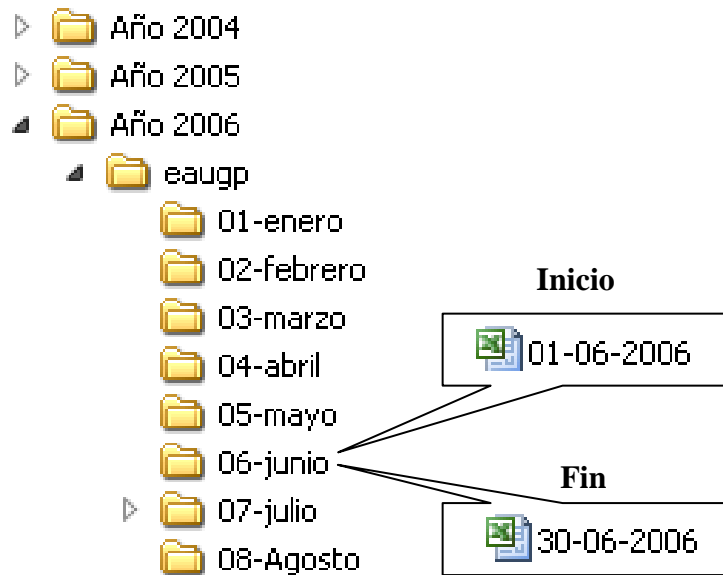 Año 2004
Año 2005
Año 2006
eaugp
01-enero
02-febrero
03-marzo
04-abril
05-mayo
06-junio
07-julio
08-Agosto
Inicio
01-06-2006
Fin
30-06-2006